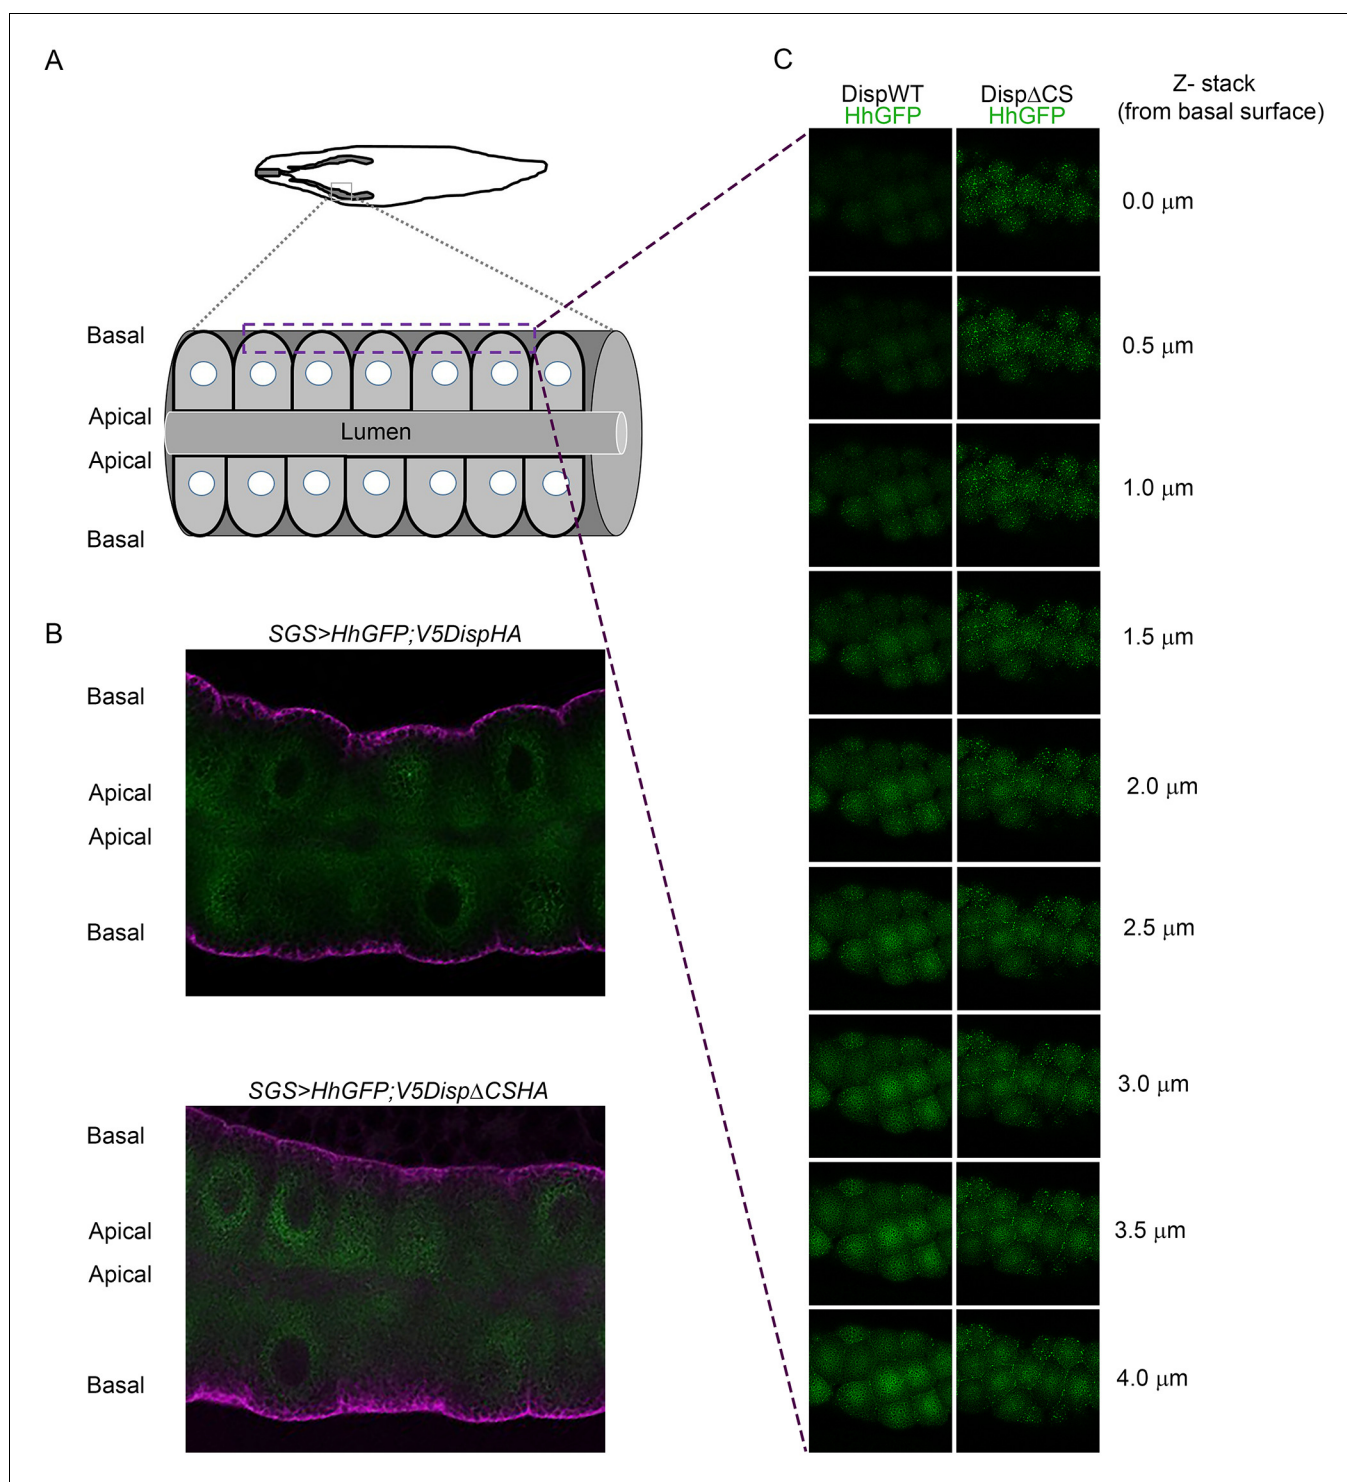 A
Basal
Apical
Lumen
Apical
Basal
B
SGS>HhGFP;V5DispHA
Basal
Apical
Apical
Basal
SGS>HhGFP;V5DispΔCSHA
Basal
Apical
Apical
Basal
C
DispWT
HhGFP
DispΔCS
HhGFP
Z- stack
(from basal surface)
0.0 μm
0.5 μm
1.0 μm
1.5 μm
2.0 μm
2.5 μm
3.0 μm
3.5 μm
4.0 μm